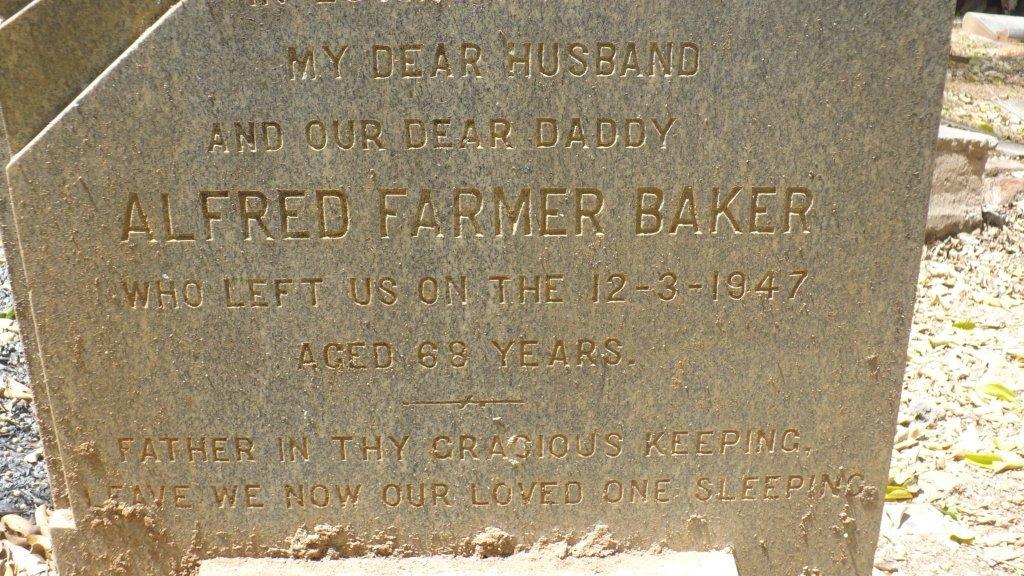 MY DEAR HUSBAND
AND OUR DEAR DADDY
ALFRED FARMER BAKER
WHO LEFT US ON THE 12-3-1947
AGED 68 YEARS.
FATHER IN THY GRACIOUS KEEPING,
LEAVE WE NOW OUR LOVED ONE SLEEPING